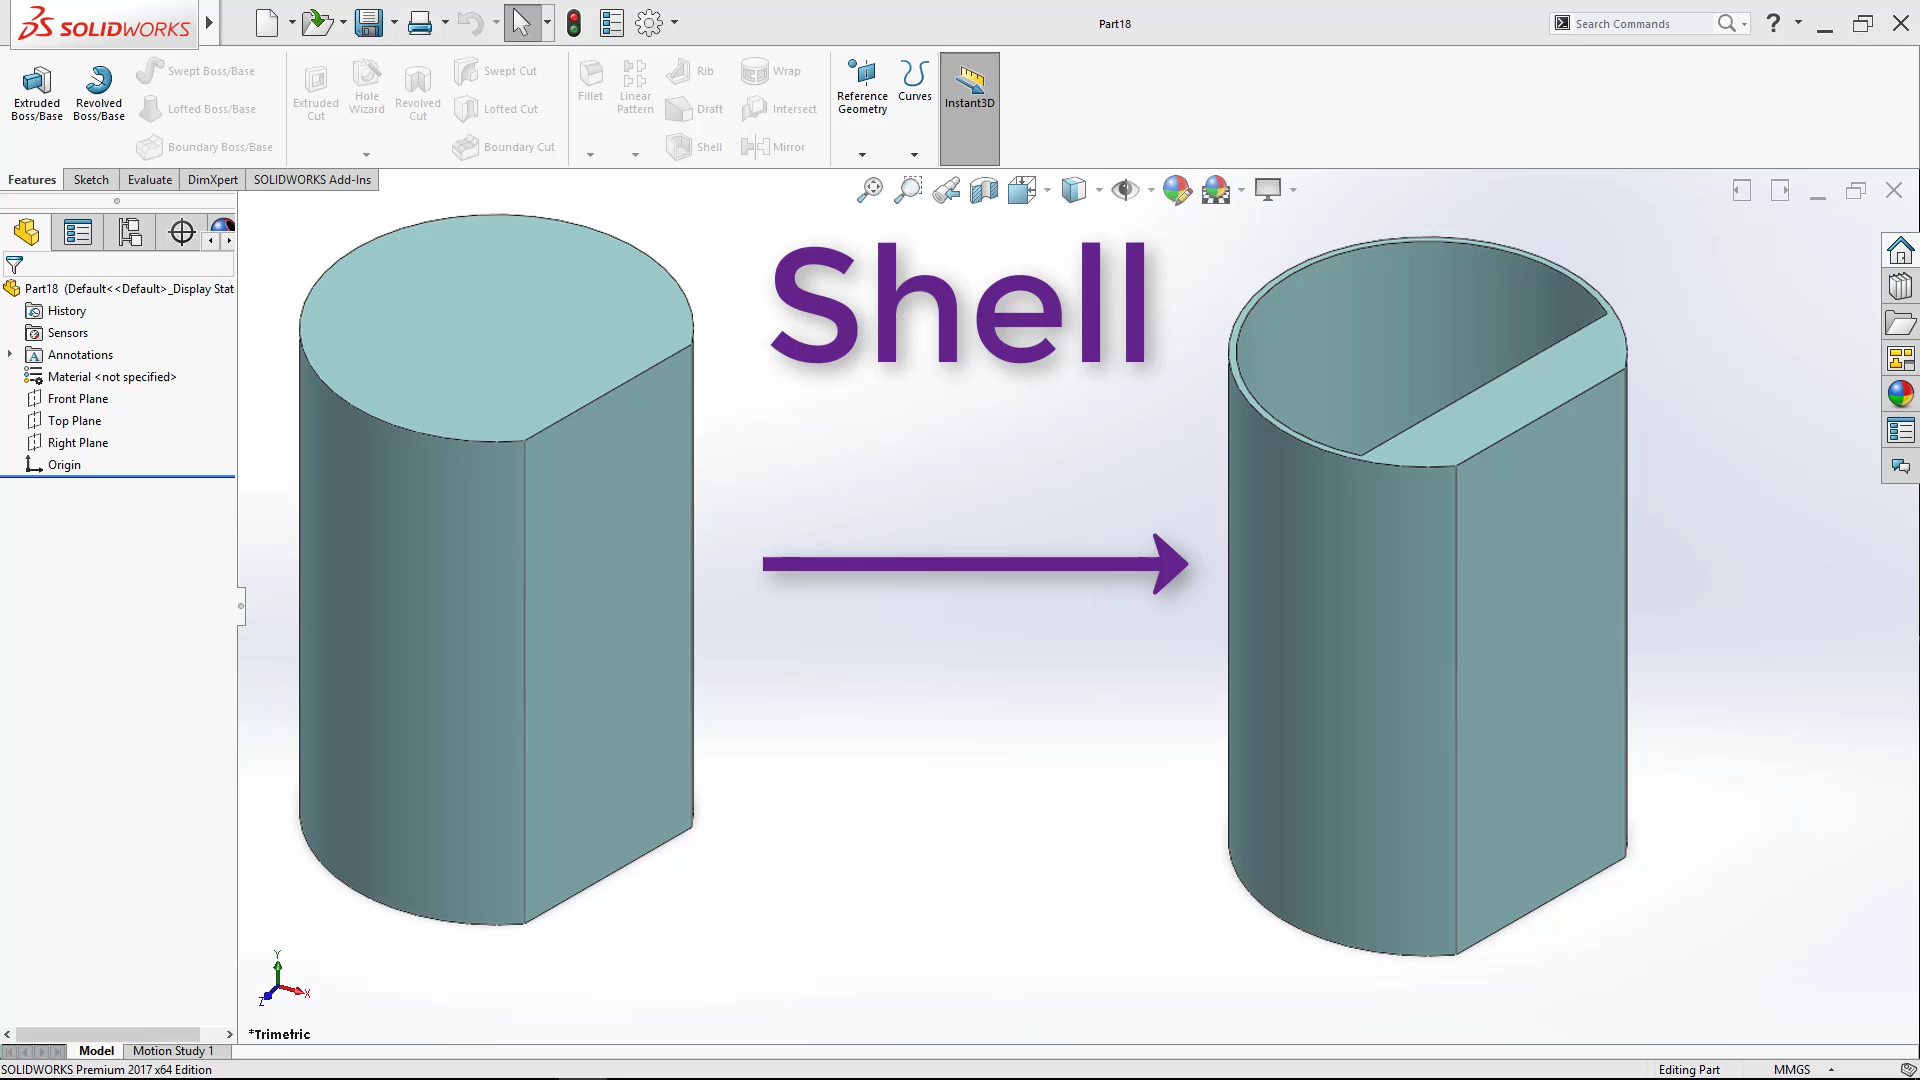 SOLIDWORKS
Part18
Search Commands
?
Extruded Boss/Base
Revolved Boss/Base
Swept Boss/Base
Lofted Boss/Base
Boundary Boss/Base
Extruded Cut
Hole Wizard
Revolved Cut
Swept Cut
Lofted Cut
Boundary Cut
Fillet
Linear Pattern
Rib
Draft
Shell
Wrap
Intersect
Mirror
Reference Geometry
Curves
Instant3D
Features
Sketch
Evaluate
DimXpert
SOLIDWORKS Add-Ins
Part18 (Default<<Default>_Display Stat
History
Sensors
A
Annotations
Material <not specified>
Front Plane
Top Plane
Right Plane
Origin
Shell
Y
X
Z
*Trimetric
Model
Motion Study 1
SOLIDWORKS Premium 2017 x64 Edition
Editing Part
MMGS